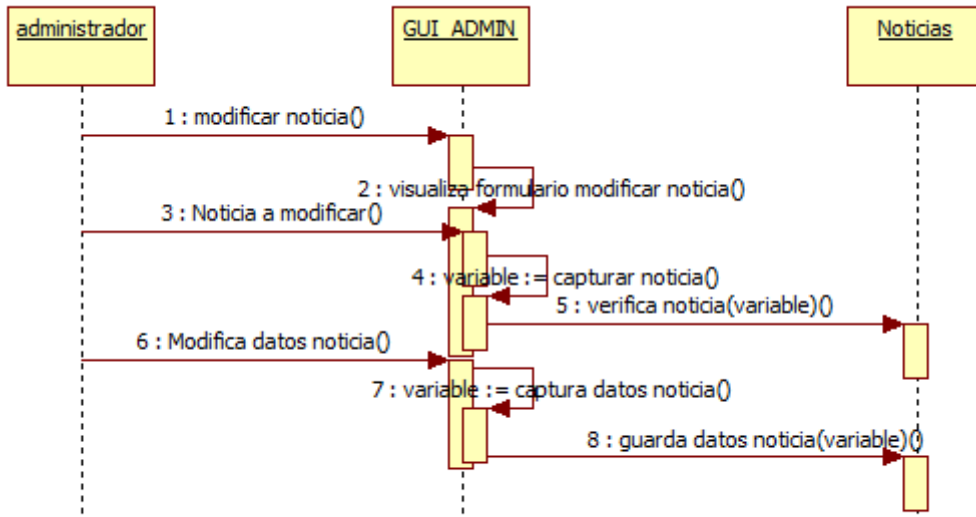 administrador
GUI_ADMIN
Noticias
1 : modificar noticia()
2 : visualiza formulario modificar noticia()
3 : Noticia a modificar()
4 : variable := capturar noticia()
5 : verifica noticia(variable)()
6 : Modifica datos noticia()
7 : variable := captura datos noticia()
8 : guarda datos noticia(variable)()